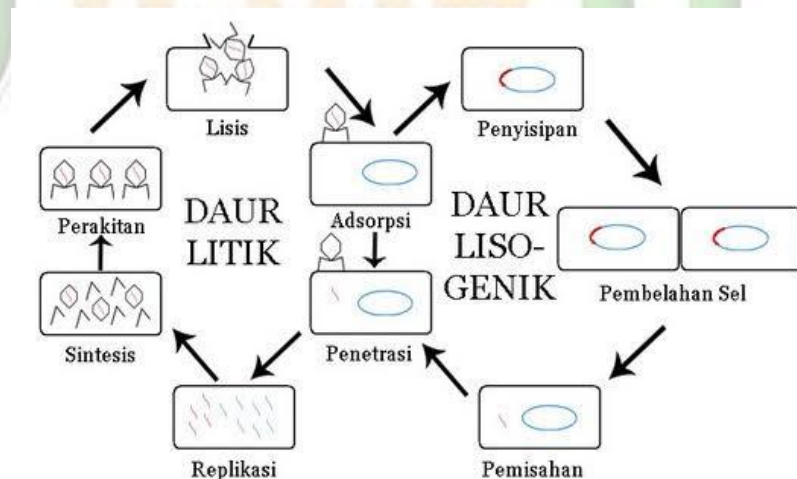 Lisis
Penyisipan
Perakitan
DAUR
LITIK
Adsorpsi
DAUR
LISO-
GENIK
Pembelahan Sel
Sintesis
Penetrasi
Replikasi
Pemisahan